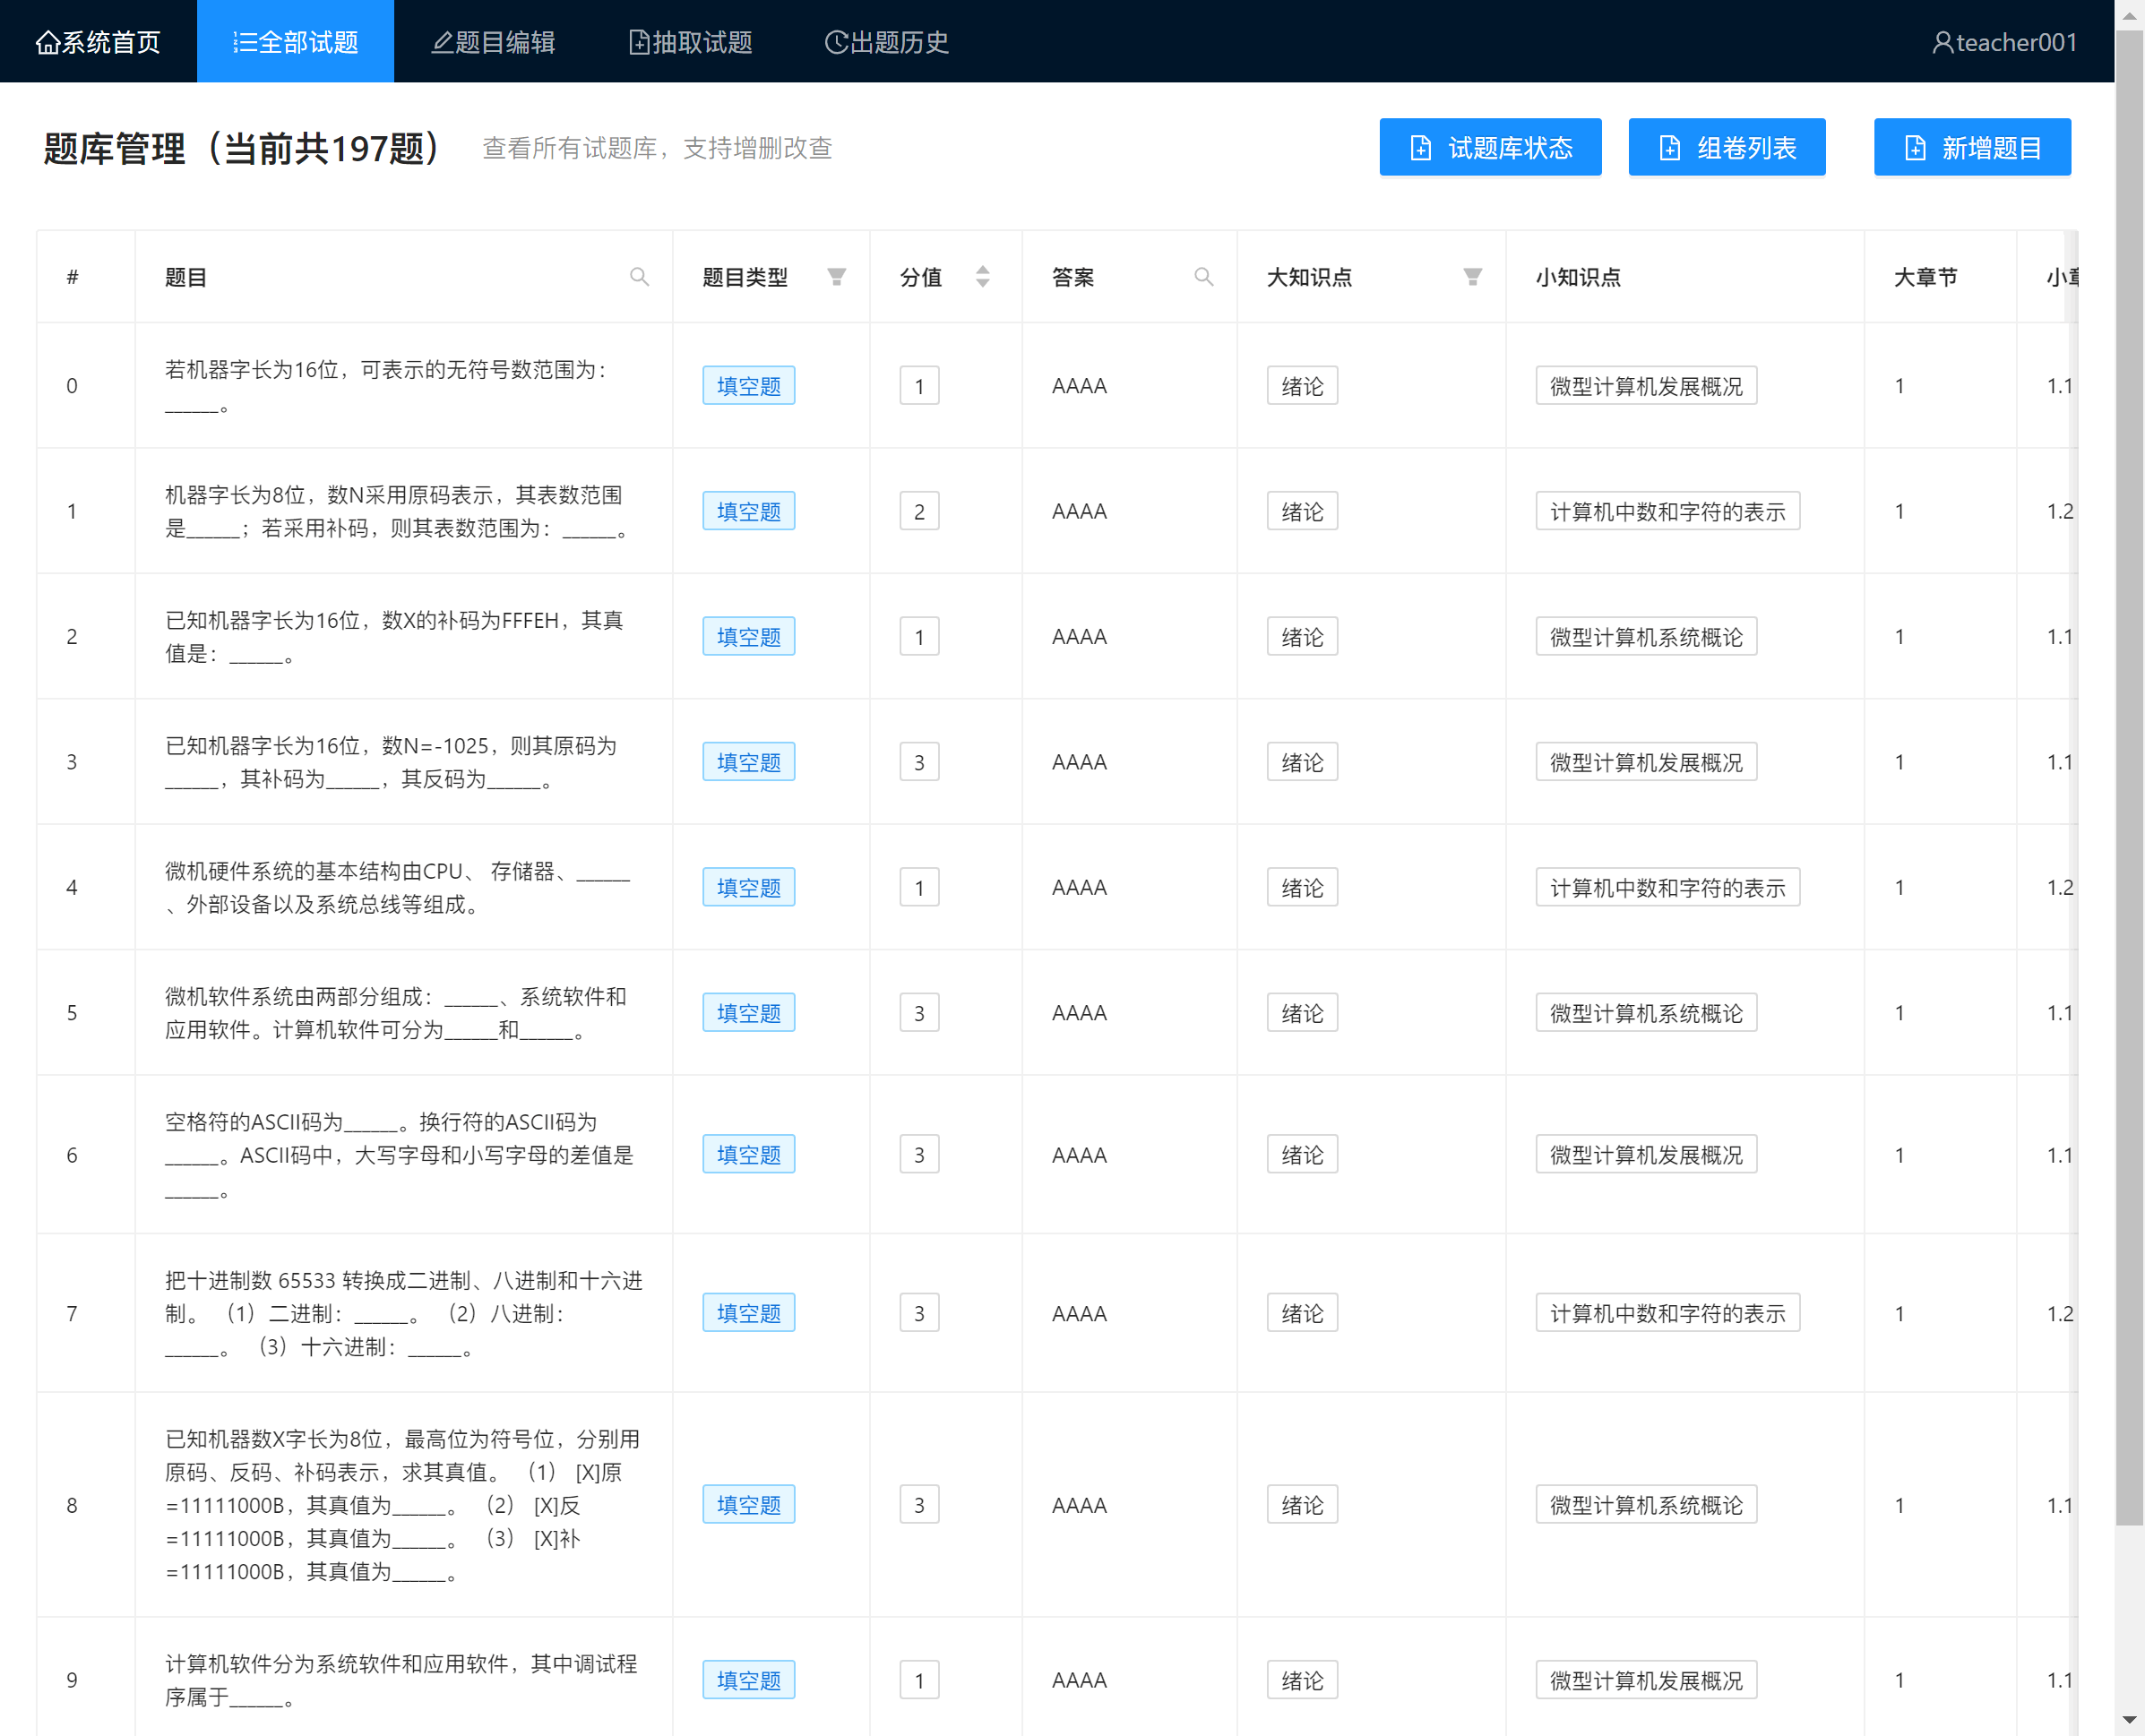 系统首页 全部试题 题目编辑 抽取试题 出题历史 teacher001
题库管理（当前共197题） 查看所有试题库，支持增删改查 试题库状态 组卷列表 新增题目
# 题目 题目类型 分值 答案 大知识点 小知识点 大章节
0 若机器字长为16位，可表示的无符号数范围为：
______。
填空题 1 AAAA 绪论 微型计算机发展概况 1 1.1
1 机器字长为8位，数N采用原码表示，其表数范围
是______；若采用补码，则其表数范围为：______。
填空题 2 AAAA 绪论 计算机中数和字符的表示 1 1.2
2 已知机器字长为16位，数X的补码为FFFEH，其真
值是：______。
填空题 1 AAAA 绪论 微型计算机系统概论 1 1.1
3 已知机器字长为16位，数N=-1025，则其原码为
______，其补码为______，其反码为______。
填空题 3 AAAA 绪论 微型计算机发展概况 1 1.1
4 微机硬件系统的基本结构由CPU、 存储器、______
、外部设备以及系统总线等组成。
填空题 1 AAAA 绪论 计算机中数和字符的表示 1 1.2
5 微机软件系统由两部分组成：______、系统软件和
应用软件。计算机软件可分为______和______。
填空题 3 AAAA 绪论 微型计算机系统概论 1 1.1
6 空格符的ASCII码为______。换行符的ASCII码为
______。ASCII码中，大写字母和小写字母的差值是
______。
填空题 3 AAAA 绪论 微型计算机发展概况 1 1.1
7 把十进制数 65533 转换成二进制、八进制和十六进
制。 （1）二进制：______。 （2）八进制：
______。 （3）十六进制：______。
填空题 3 AAAA 绪论 计算机中数和字符的表示 1 1.2
8 已知机器数X字长为8位，最高位为符号位，分别用
原码、反码、补码表示，求其真值。 （1） [X]原
=11111000B，其真值为______。 （2） [X]反
=11111000B，其真值为______。 （3） [X]补
=11111000B，其真值为______。
填空题 3 AAAA 绪论 微型计算机系统概论 1 1.1
9 计算机软件分为系统软件和应用软件，其中调试程
序属于______。
填空题 1 AAAA 绪论 微型计算机发展概况 1 1.1